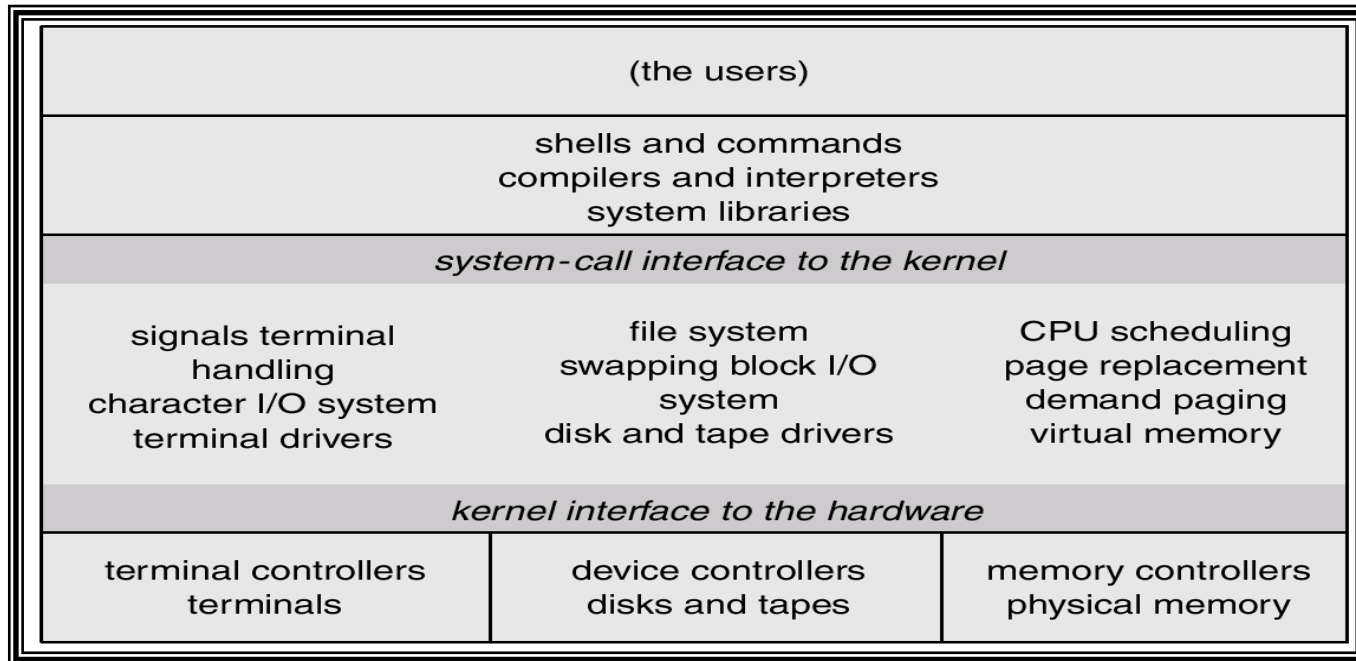 (the users)
shells and commands
compilers and interpreters
system libraries
system-call interface to the kernel
signals terminal
handling
character I/O system
terminal drivers
file system
swapping block I/O
system
disk and tape drivers
CPU scheduling
page replacement
demand paging
virtual memory
kernel interface to the hardware
terminal controllers
terminals
device controllers
disks and tapes
memory controllers
physical memory